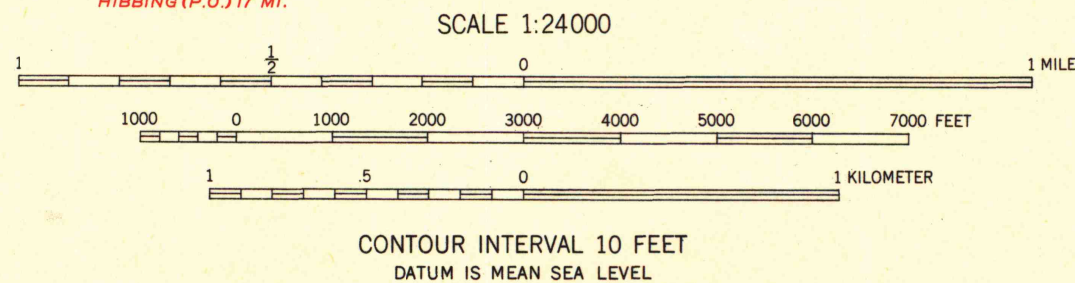 HIBBING (P.O.) 17 MI.
SCALE 1:24000
1 1/2 0 1 MILE
1000 0 1000 2000 3000 4000 5000 6000 7000 FEET
1 .5 0 1 KILOMETER
CONTOUR INTERVAL 10 FEET
DATUM IS MEAN SEA LEVEL